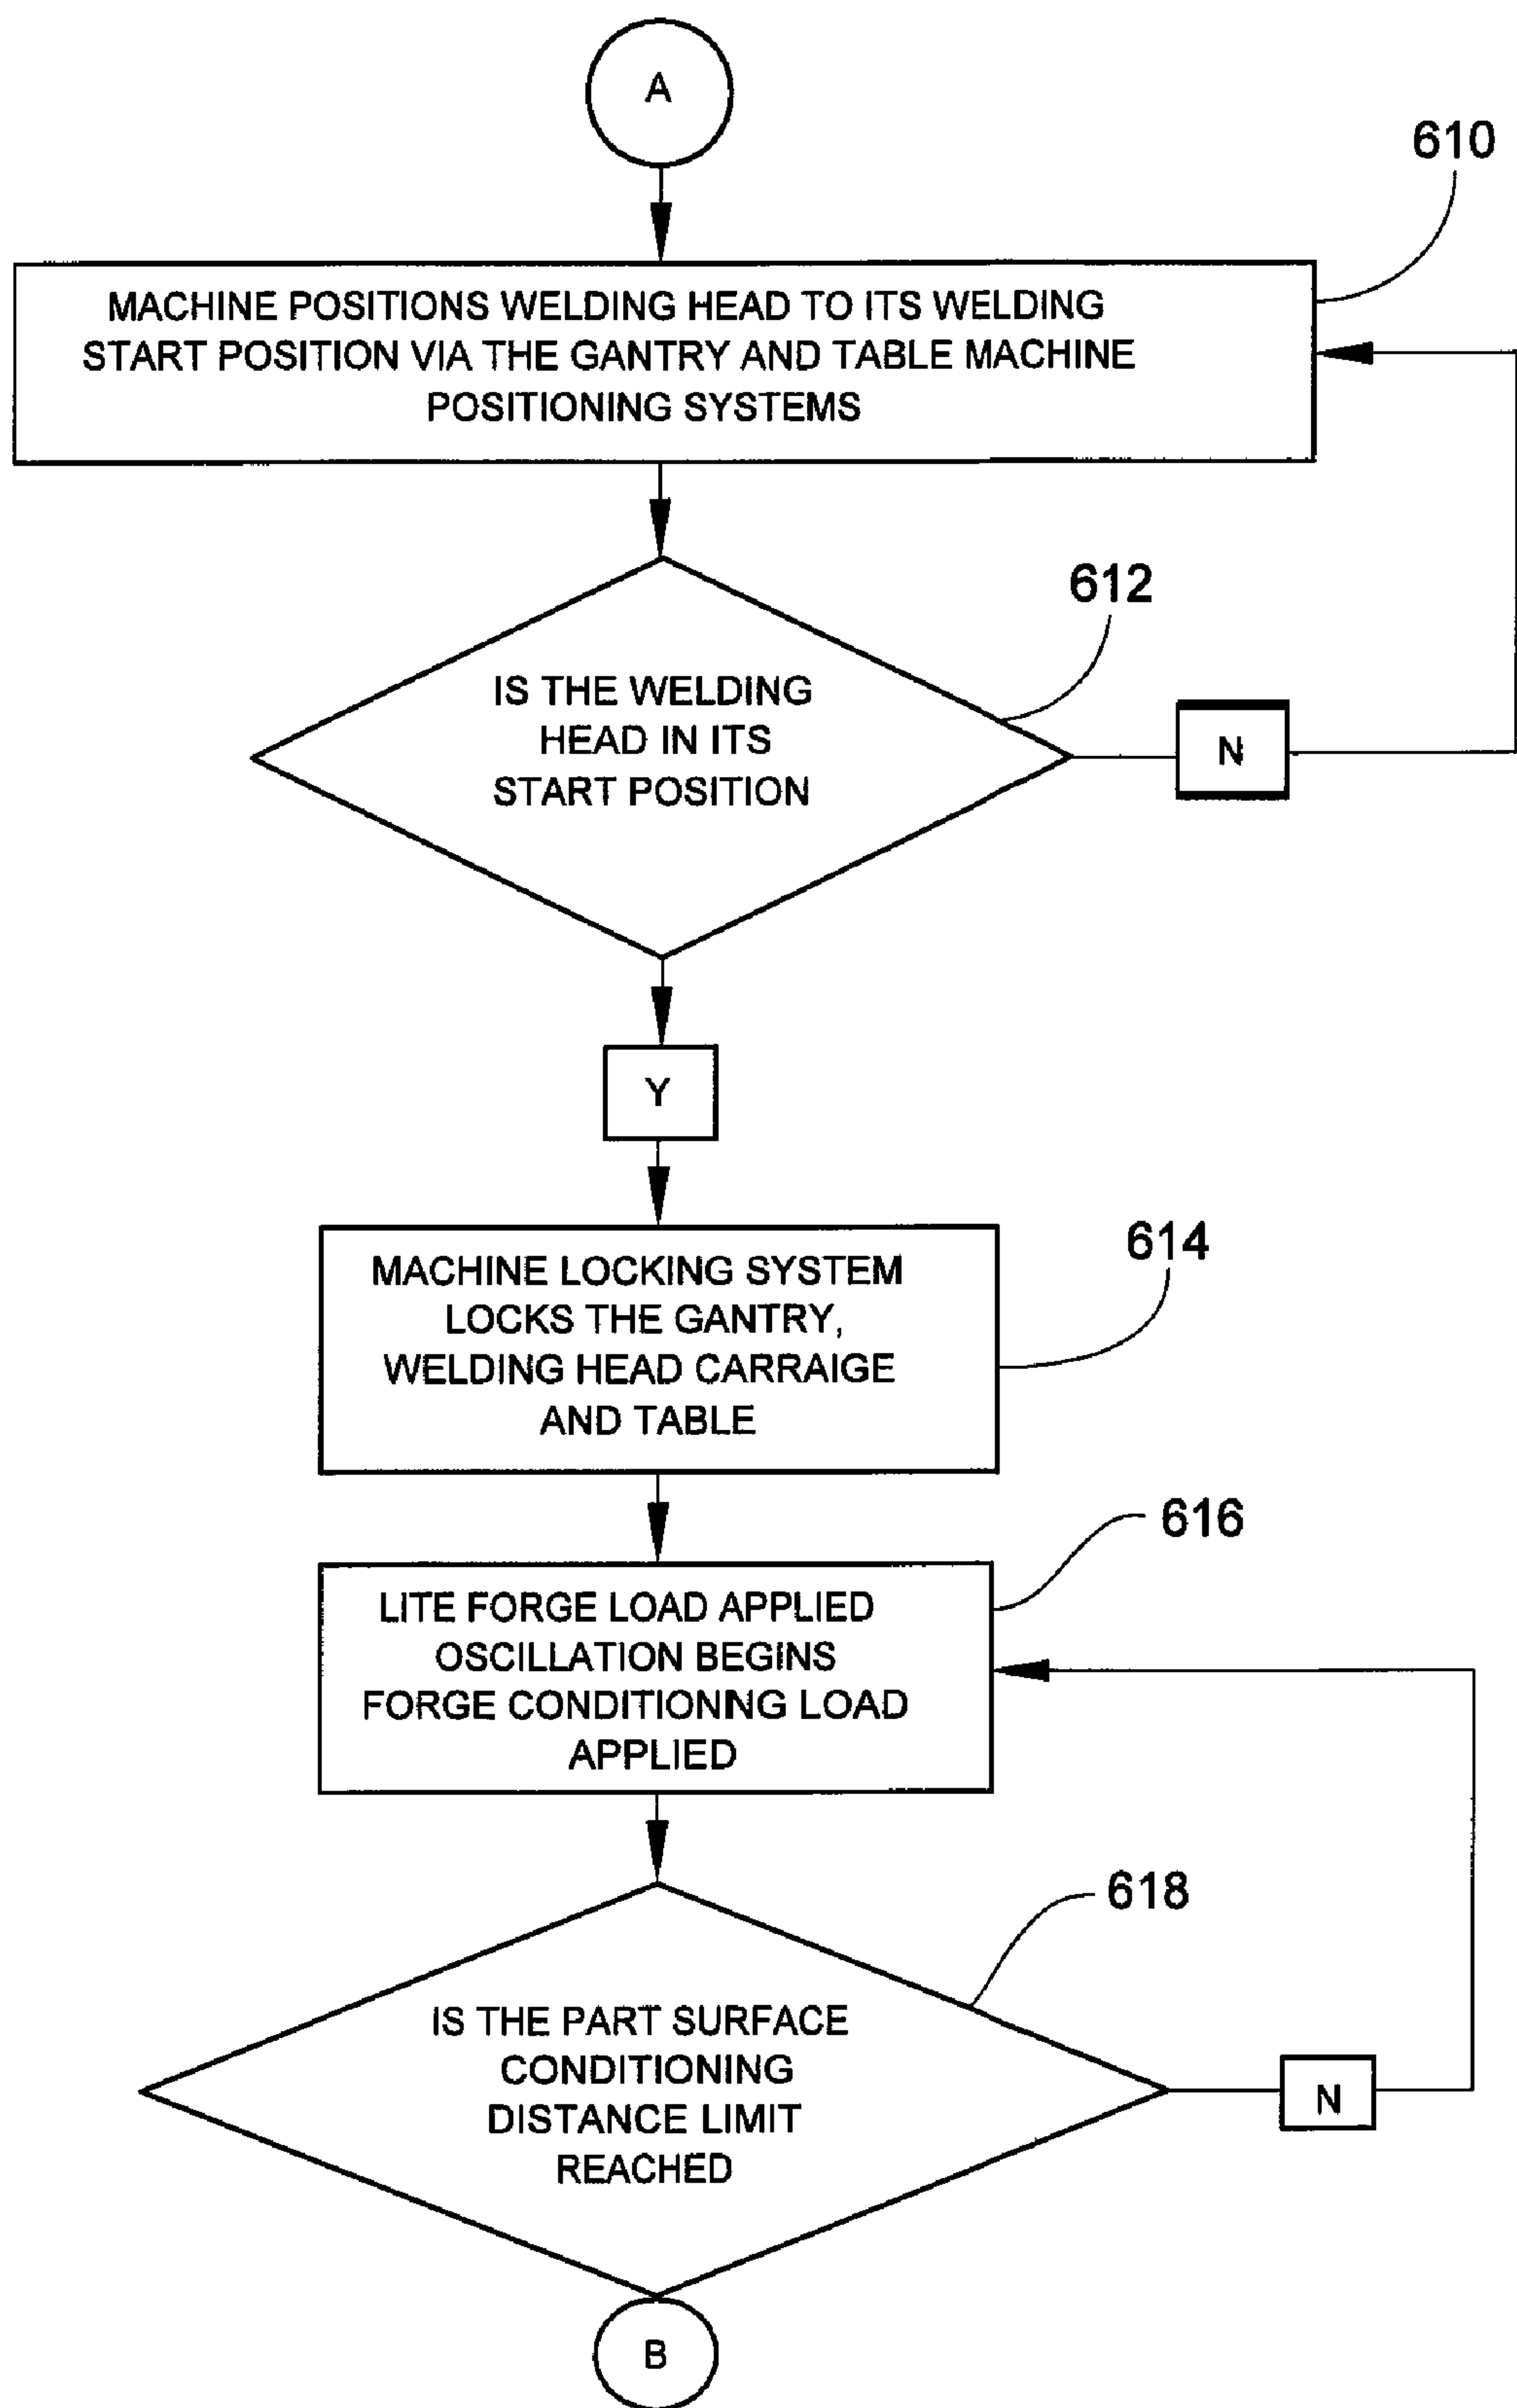 A
610
MACHINE POSITIONS WELDING HEAD TO ITS WELDING
START POSITION VIA THE GANTRY AND TABLE MACHINE
POSITIONING SYSTEMS
612
IS THE WELDING
HEAD IN ITS
START POSITION
N
Y
614
MACHINE LOCKING SYSTEM
LOCKS THE GANTRY,
WELDING HEAD CARRAIGE
AND TABLE
616
LITE FORGE LOAD APPLIED
OSCILLATION BEGINS
FORGE CONDITIONING LOAD
APPLIED
618
IS THE PART SURFACE
CONDITIONING
DISTANCE LIMIT
REACHED
N
B